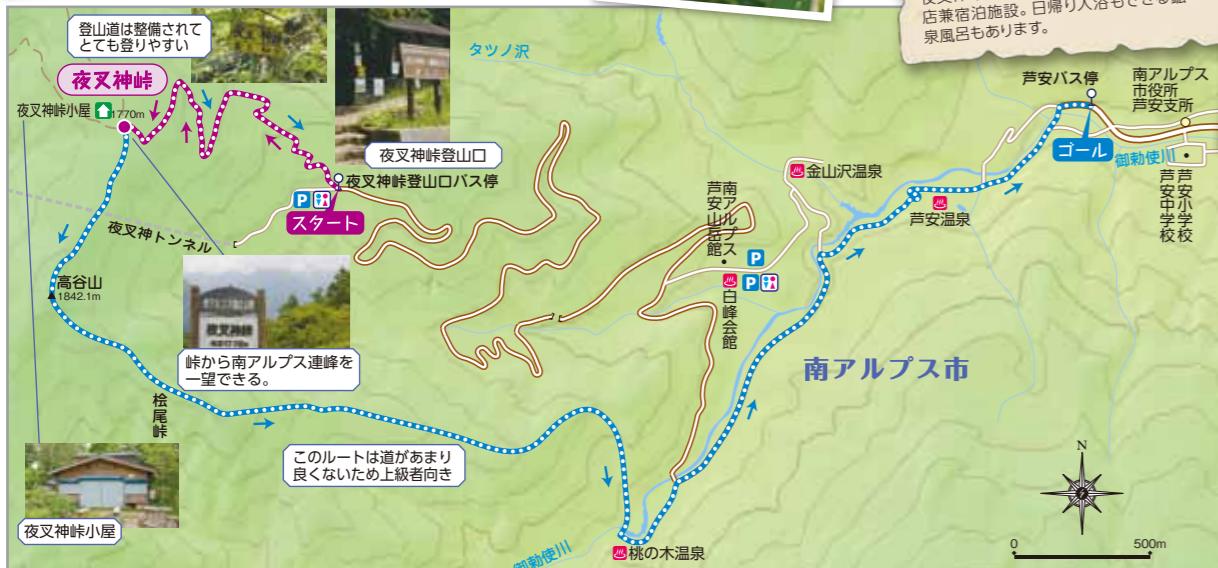 店兼宿泊施設。日帰り入浴もできる鉱
泉風呂もあります。
登山道は整備されて
とても登りやすい
夜叉神峠
夜叉神峠小屋
1770m
タツノ沢
夜叉神峠登山口
夜叉神峠登山口バス停
P
スタート
夜叉神トンネル
高谷山
1842.1m
夜叉神峠
峠から南アルプス連峰を
一望できる。
桧尾峠
このルートは道があまり
良くないため上級者向き
夜叉神峠小屋
御勅使川
桃の木温泉
南アルプス
芦安山岳館
P
P
白峰会館
金山沢温泉
芦安温泉
芦安バス停
ゴール
南アルプス
市役所
芦安支所
御勅使川
芦安小学校
芦安中学校
南アルプス市
N
0
500m